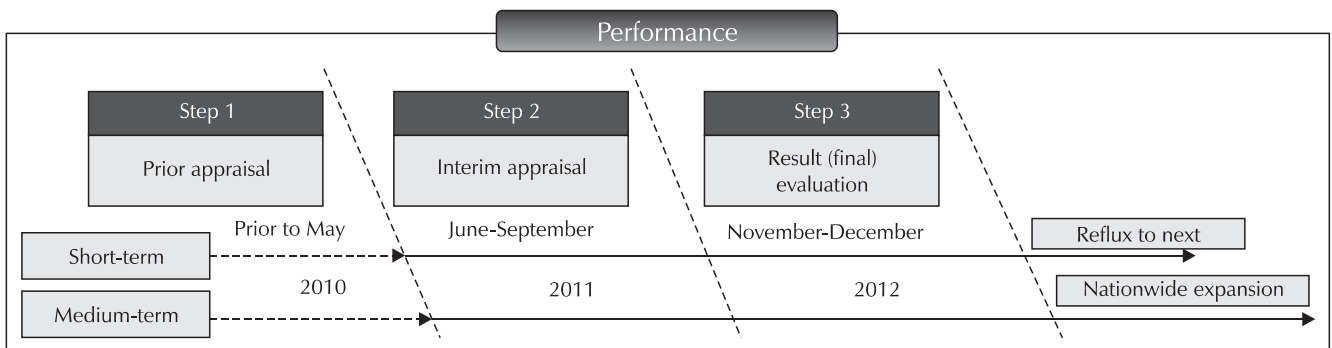 Performance
Step 1
Prior appraisal
Step 2
Interim appraisal
Step 3
Result (final)
evaluation
Short-term
Prior to May
June-September
November-December
Reflux to next
Medium-term
2010
2011
2012
Nationwide expansion